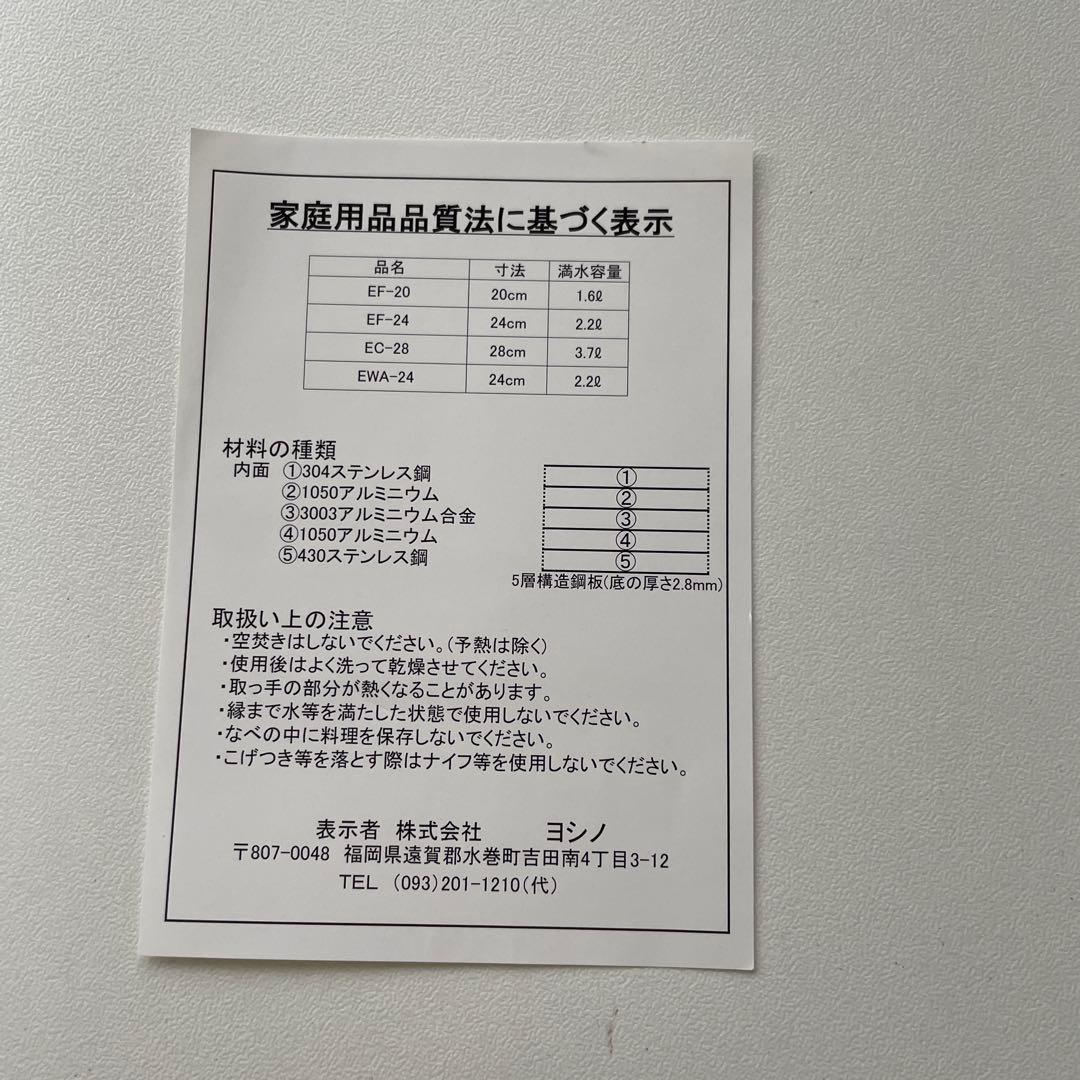 家庭用品品質法に基づく表示
品名 寸法 満水容量
EF-20 20cm 1.6ℓ
EF-24 24cm 2.2ℓ
EC-28 28cm 3.7ℓ
EWA-24 24cm 2.2ℓ
材料の種類
内面 ①304ステンレス鋼
②1050アルミニウム
③3003アルミニウム合金
④1050アルミニウム
⑤430ステンレス鋼
①
②
③
④
⑤
5層構造鋼板(底の厚さ2.8mm)
取扱い上の注意
・空焚きはしないでください。(予熱は除く)
・使用後はよく洗って乾燥させてください。
・取っ手の部分が熱くなることがあります。
・縁まで水等を満たした状態で使用しないでください。
・なべの中に料理を保存しないでください。
・こげつき等を落とす際はナイフ等を使用しないでください。
表示者 株式会社 ヨシノ
〒807-0048 福岡県遠賀郡水巻町吉田南4丁目3-12
TEL (093)201-1210(代)